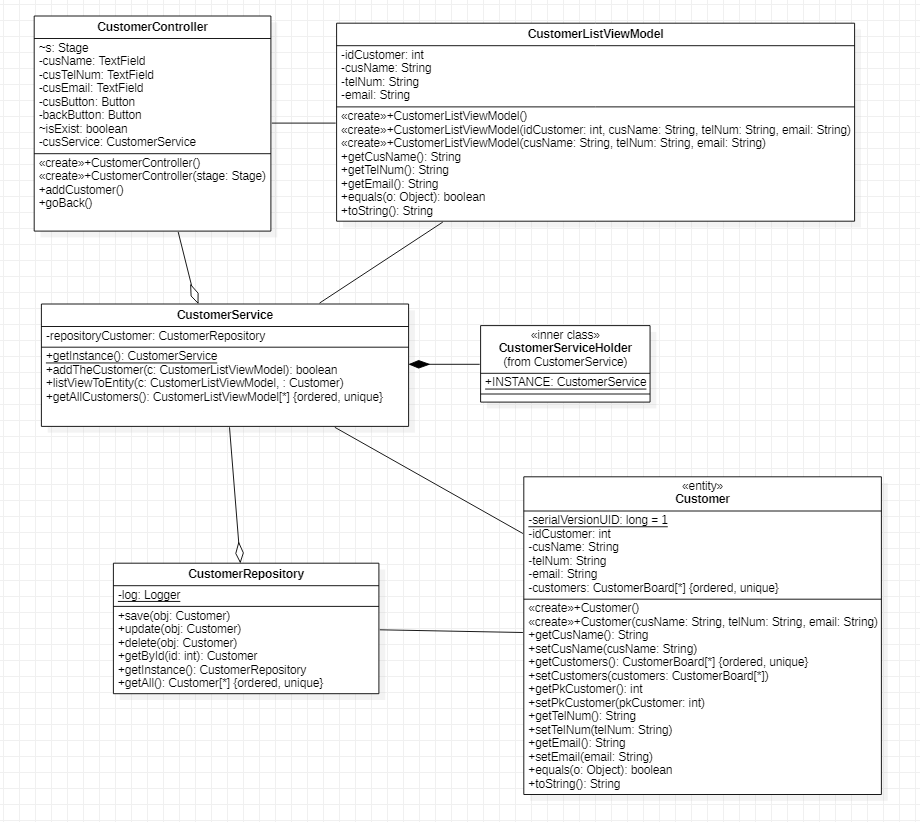 CustomerController
~s: Stage
-cusName: TextField
-cusTelNum: TextField
-cusEmail: TextField
-cusButton: Button
-backButton: Button
~isExist: boolean
-cusService: CustomerService
«create»+CustomerController()
«create»+CustomerController(stage: Stage)
+addCustomer()
+goBack()
CustomerListViewModel
-idCustomer: int
-cusName: String
-telNum: String
-email: String
«create»+CustomerListViewModel()
«create»+CustomerListViewModel(idCustomer: int, cusName: String, telNum: String, email: String)
«create»+CustomerListViewModel(cusName: String, telNum: String, email: String)
+getCusName(): String
+getTelNum(): String
+getEmail(): String
+equals(o: Object): boolean
+toString(): String
CustomerService
-repositoryCustomer: CustomerRepository
+getInstance(): CustomerService
+addTheCustomer(c: CustomerListViewModel): boolean
+listViewToEntity(c: CustomerListViewModel, : Customer)
+getAllCustomers(): CustomerListViewModel[*] {ordered, unique}
«inner class»
CustomerServiceHolder
(from CustomerService)
+INSTANCE: CustomerService
CustomerRepository
-log: Logger
+save(obj: Customer)
+update(obj: Customer)
+delete(obj: Customer)
+getById(id: int): Customer
+getInstance(): CustomerRepository
+getAll(): Customer[*] {ordered, unique}
«entity»
Customer
-serialVersionUID: long = 1
-idCustomer: int
-cusName: String
-telNum: String
-email: String
-customers: CustomerBoard[*] {ordered, unique}
«create»+Customer()
«create»+Customer(cusName: String, telNum: String, email: String)
+getCusName(): String
+setCusName(cusName: String)
+getCustomers(): CustomerBoard[*] {ordered, unique}
+setCustomers(customers: CustomerBoard[*])
+getPkCustomer(): int
+setPkCustomer(pkCustomer: int)
+getTelNum(): String
+setTelNum(telNum: String)
+getEmail(): String
+setEmail(email: String)
+equals(o: Object): boolean
+toString(): String